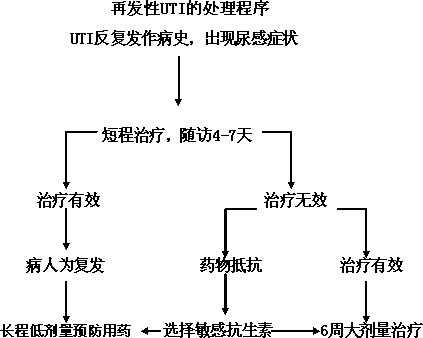 再发性UTI的处理程序
UTI反复发作病史，出现尿感症状
短程治疗，随访4-7天
治疗有效
治疗无效
病人为复发
药物抵抗
治疗有效
长程低剂量预防用药
选择敏感抗生素
6周大剂量治疗